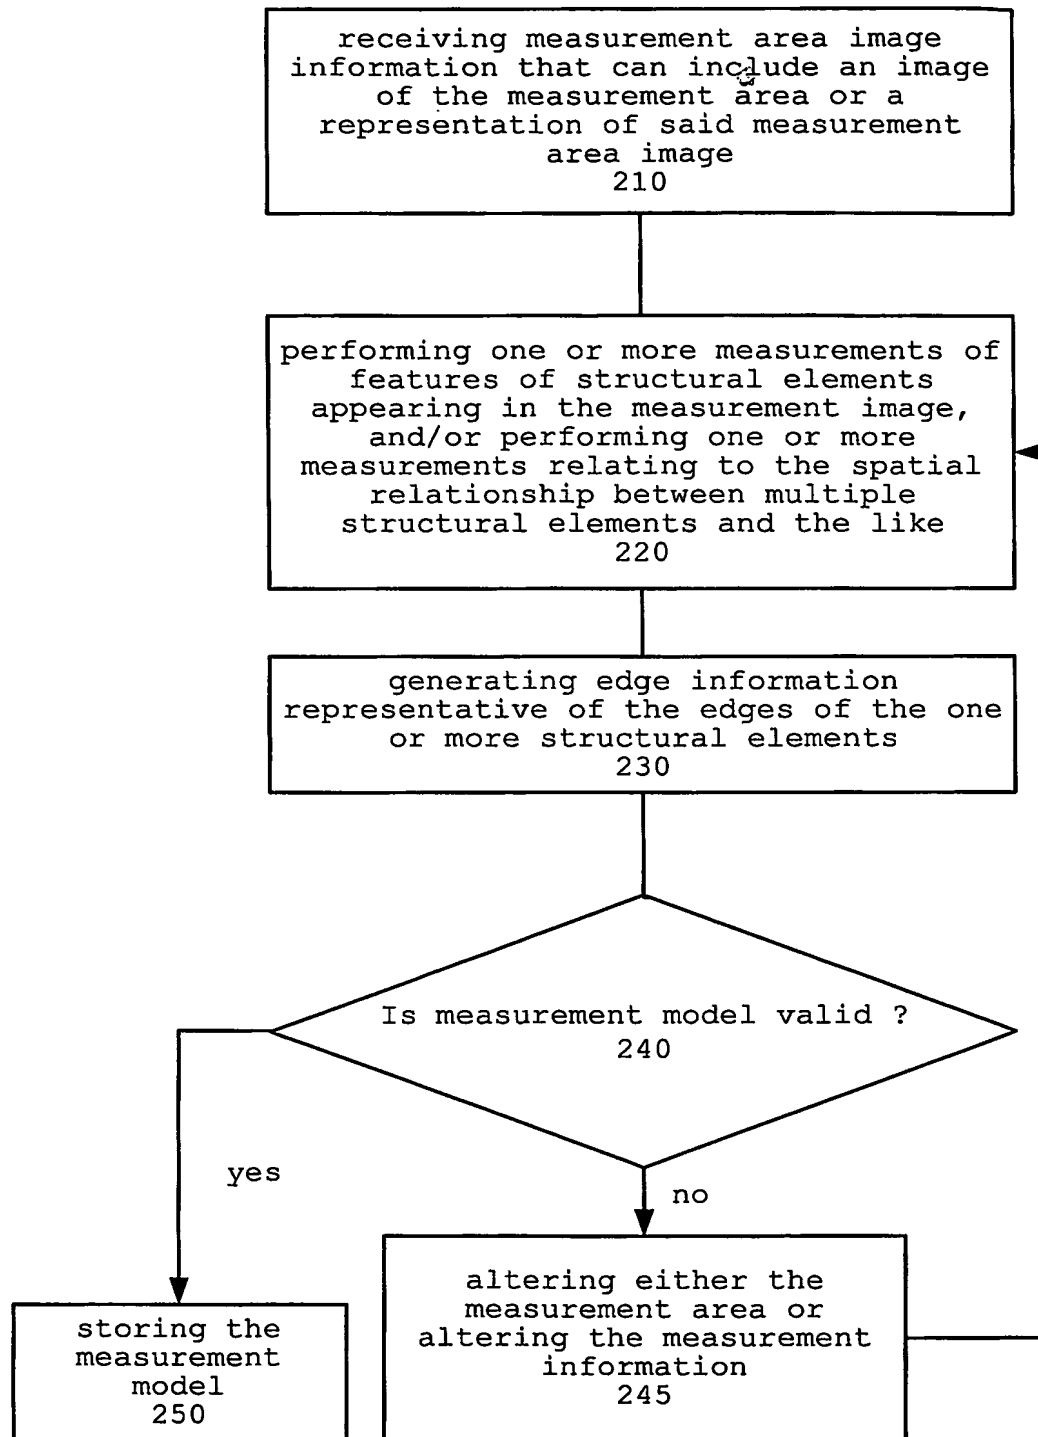 receiving measurement area image
information that can include an image
of the measurement area or a
representation of said measurement
area image
210
performing one or more measurements of
features of structural elements
appearing in the measurement image,
and/or performing one or more
measurements relating to the spatial
relationship between multiple
structural elements and the like
220
generating edge information
representative of the edges of the one
or more structural elements
230
Is measurement model valid ?
240
yes
no
altering either the
measurement area or
altering the measurement
information
245
storing the
measurement
model
250